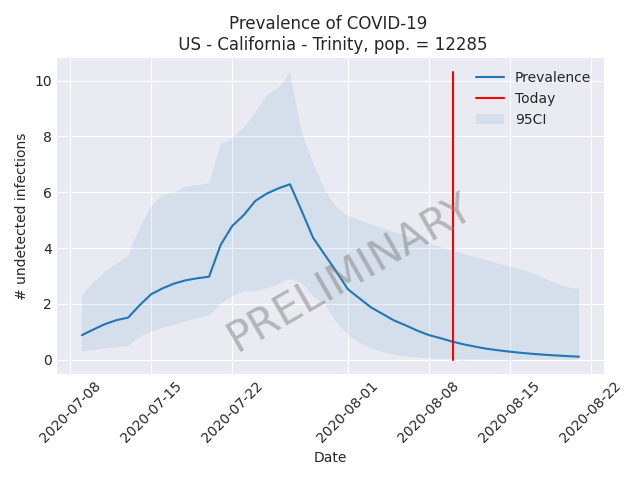 Prevalence of COVID-19
US - California - Trinity, pop. = 12285
Prevalence
Today
95CI
PRELIMINARY
# undetected infections
10
8
6
4
2
0
2020-07-08
2020-07-15
2020-07-22
2020-08-01
2020-08-08
2020-08-15
2020-08-22
Date